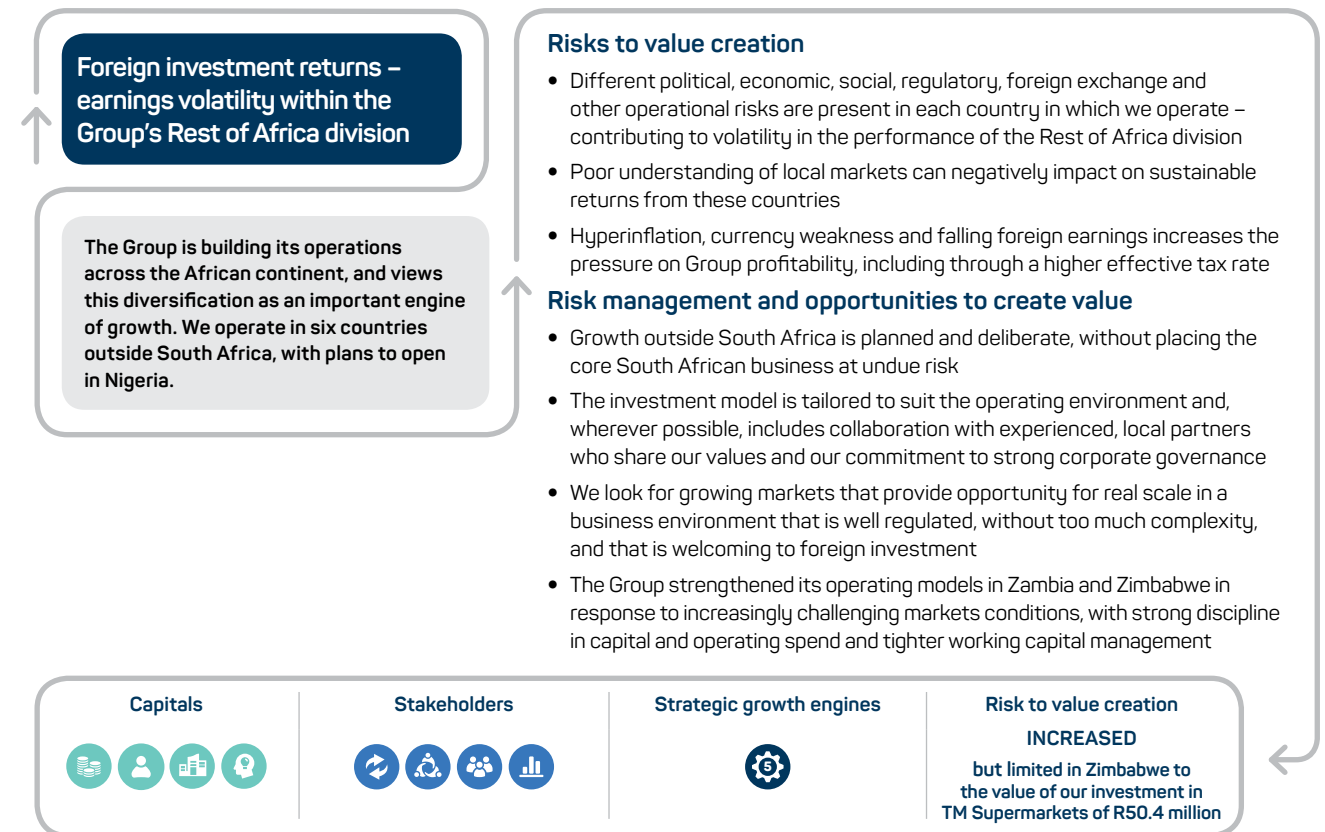 Foreign investment returns –
earnings volatility within the
Group's Rest of Africa division
The Group is building its operations
across the African continent, and views
this diversification as an important engine
of growth. We operate in six countries
outside South Africa, with plans to open
in Nigeria.
Risks to value creation
• Different political, economic, social, regulatory, foreign exchange and
other operational risks are present in each country in which we operate –
contributing to volatility in the performance of the Rest of Africa division
• Poor understanding of local markets can negatively impact on sustainable
returns from these countries
• Hyperinflation, currency weakness and falling foreign earnings increases the
pressure on Group profitability, including through a higher effective tax rate
Risk management and opportunities to create value
• Growth outside South Africa is planned and deliberate, without placing the
core South African business at undue risk
• The investment model is tailored to suit the operating environment and,
wherever possible, includes collaboration with experienced, local partners
who share our values and our commitment to strong corporate governance
• We look for growing markets that provide opportunity for real scale in a
business environment that is well regulated, without too much complexity,
and that is welcoming to foreign investment
• The Group strengthened its operating models in Zambia and Zimbabwe in
response to increasingly challenging markets conditions, with strong discipline
in capital and operating spend and tighter working capital management
Capitals
Stakeholders
Strategic growth engines
5
Risk to value creation
INCREASED
but limited in Zimbabwe to
the value of our investment in
TM Supermarkets of R50.4 million